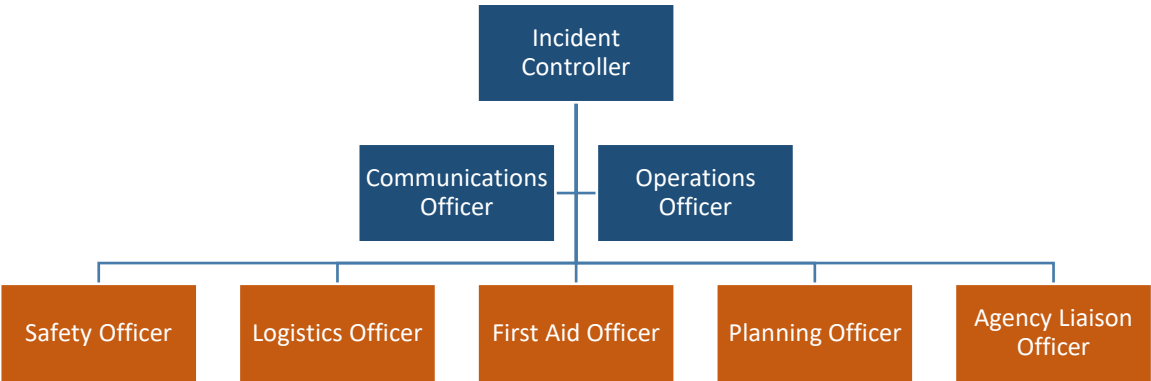 Incident
Controller
Communications
Officer
Operations
Officer
Safety Officer
Logistics Officer
First Aid Officer
Planning Officer
Agency Liaison
Officer